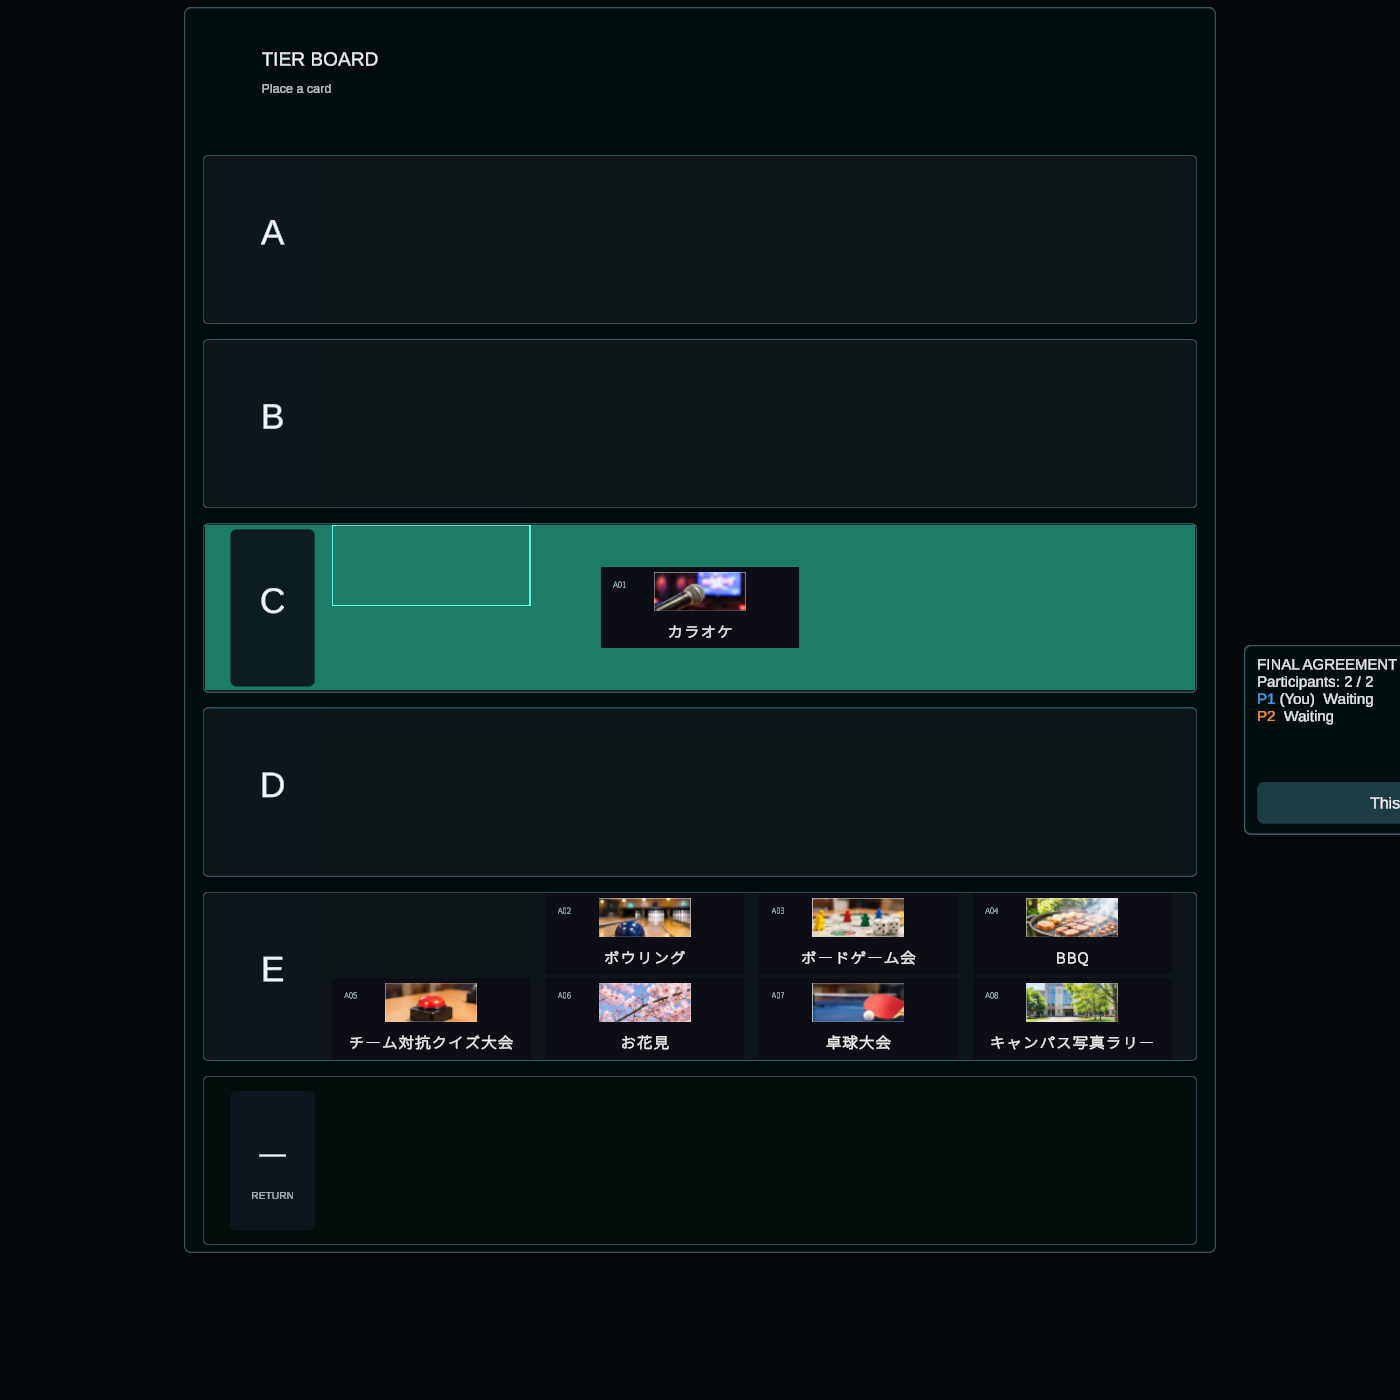 TIER BOARD
Place a card
A
B
C
A01
カラオケ
FINAL AGREEMENT
Participants: 2 / 2
P1 (You) Waiting
P2 Waiting
This
D
E
A02
ボウリング
A03
ボードゲーム会
A04
BBQ
A05
チーム対抗クイズ大会
A06
お花見
A07
卓球大会
A08
キャンパス写真ラリー
—
RETURN